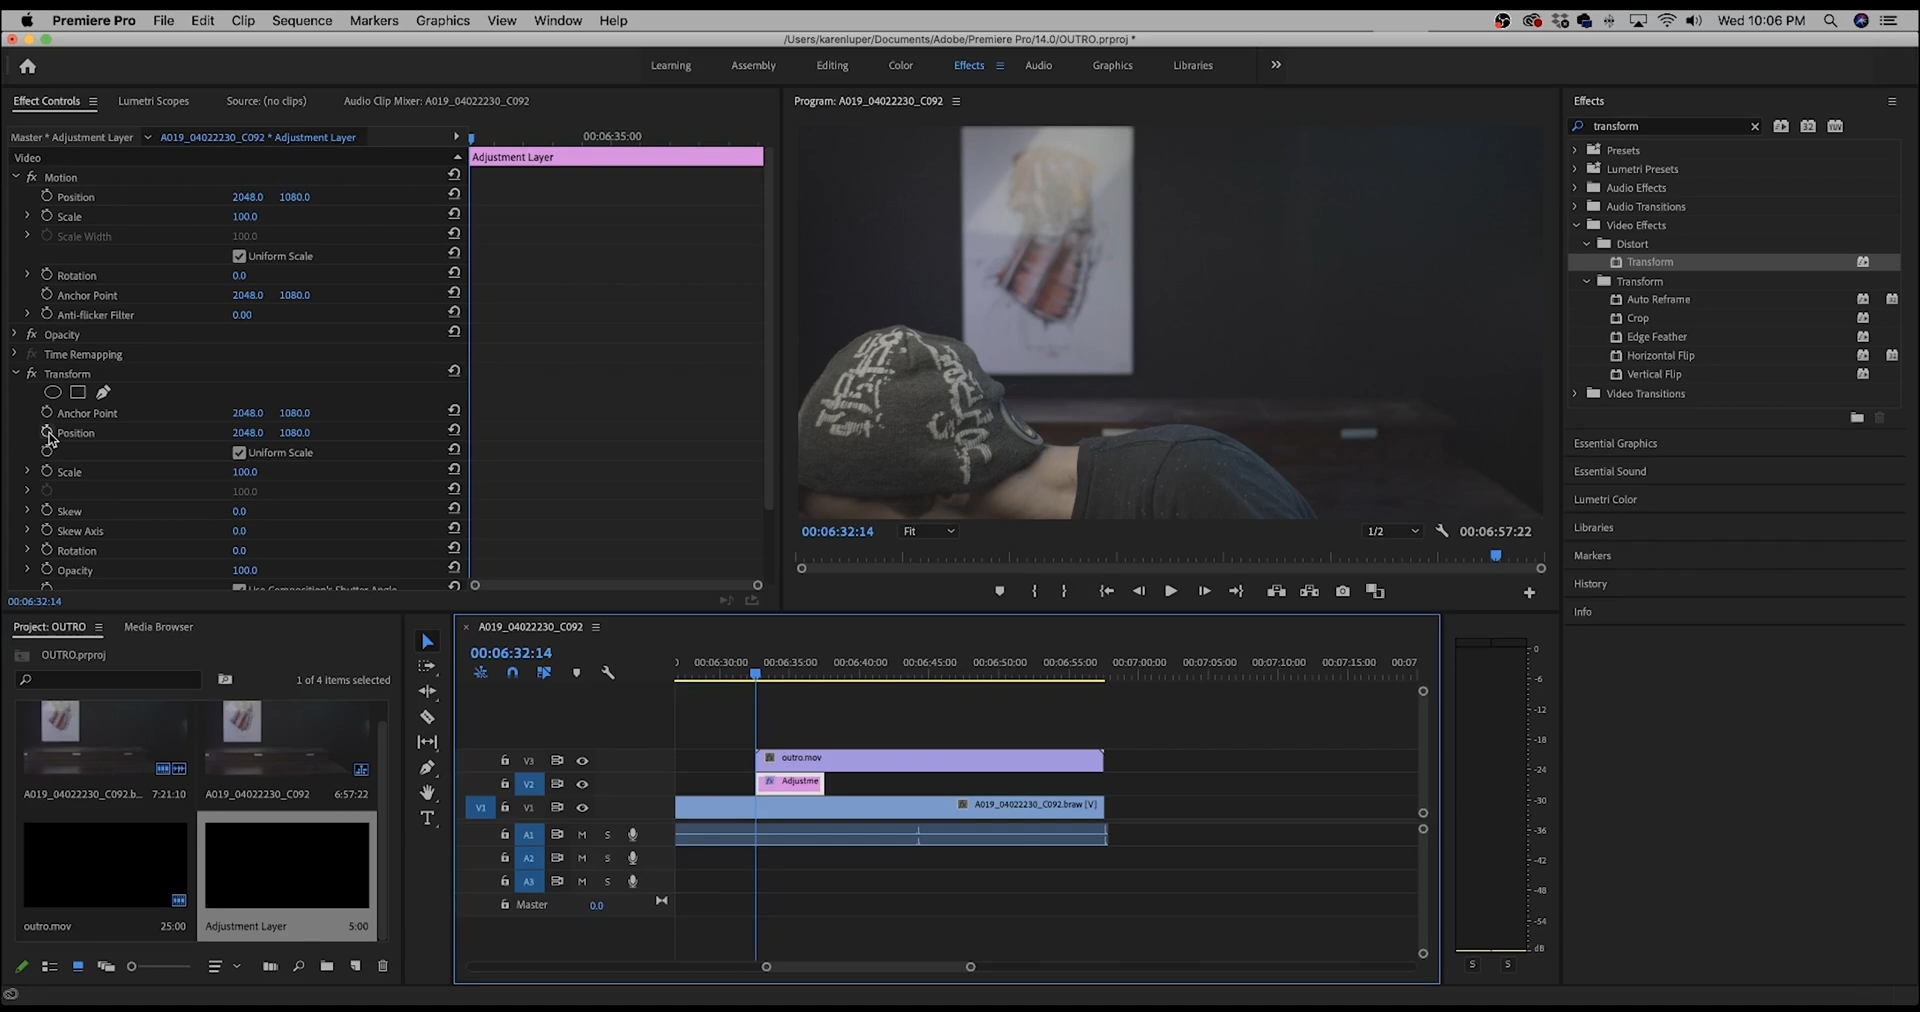 Premiere Pro File Edit Clip Sequence Markers Graphics View Window Help Wed 10:06 PM
/Users/karenluper/Documents/Adobe/Premiere Pro/14.0/OUTRO.prproj *
Learning Assembly Editing Color Effects Audio Graphics Libraries
Effect Controls Lumetri Scopes Source: (no clips) Audio Clip Mixer: A019_04022230_C092
Master * Adjustment Layer A019_04022230_C092 * Adjustment Layer 00:06:35:00
Video Adjustment Layer
fx Motion
Position 2048.0 1080.0
Scale 100.0
Scale Width 100.0
Uniform Scale
Rotation 0.0
Anchor Point 2048.0 1080.0
Anti-flicker Filter 0.00
fx Opacity
fx Time Remapping
fx Transform
Anchor Point 2048.0 1080.0
Position 2048.0 1080.0
Uniform Scale
Scale 100.0
100.0
Skew 0.0
Skew Axis 0.0
Rotation 0.0
Opacity 100.0
Use Composition's Shutter Angle
00:06:32:14
Program: A019_04022230_C092
00:06:32:14 Fit 1/2 00:06:57:22
Effects
transform 32 YUV
Presets
Lumetri Presets
Audio Effects
Audio Transitions
Video Effects
Distort
Transform
Transform
Auto Reframe
Crop
Edge Feather
Horizontal Flip
Vertical Flip
Video Transitions
Essential Graphics
Essential Sound
Lumetri Color
Libraries
Markers
History
Info
Project: OUTRO Media Browser
OUTRO.prproj
1 of 4 items selected
A019_04022230_C092.b... 7:21:10
A019_04022230_C092 6:57:22
outro.mov 25:00
Adjustment Layer 5:00
T
A019_04022230_C092
00:06:32:14
00:06:30:00 00:06:35:00 00:06:40:00 00:06:45:00 00:06:50:00 00:06:55:00 00:07:00:00 00:07:05:00 00:07:10:00 00:07:15:00 00:07
V3 fx outro.mov
V2 fx Adjustme
V1 V1 fx A019_04022230_C092.braw [V]
A1 M S
A2 M S
A3 M S
Master 0.0
0
-6
-12
-18
-24
-30
-36
-42
-48
-54
dB
S S